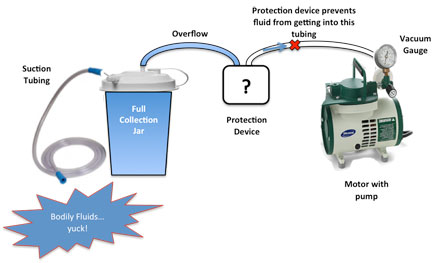 Protection device prevents
fluid from getting into this
tubing
Overflow
Vacuum
Gauge
Suction
Tubing
Full
Collection
Jar
?
Protection
Device
Motor with
pump
Bodily Fluids...
yuck!